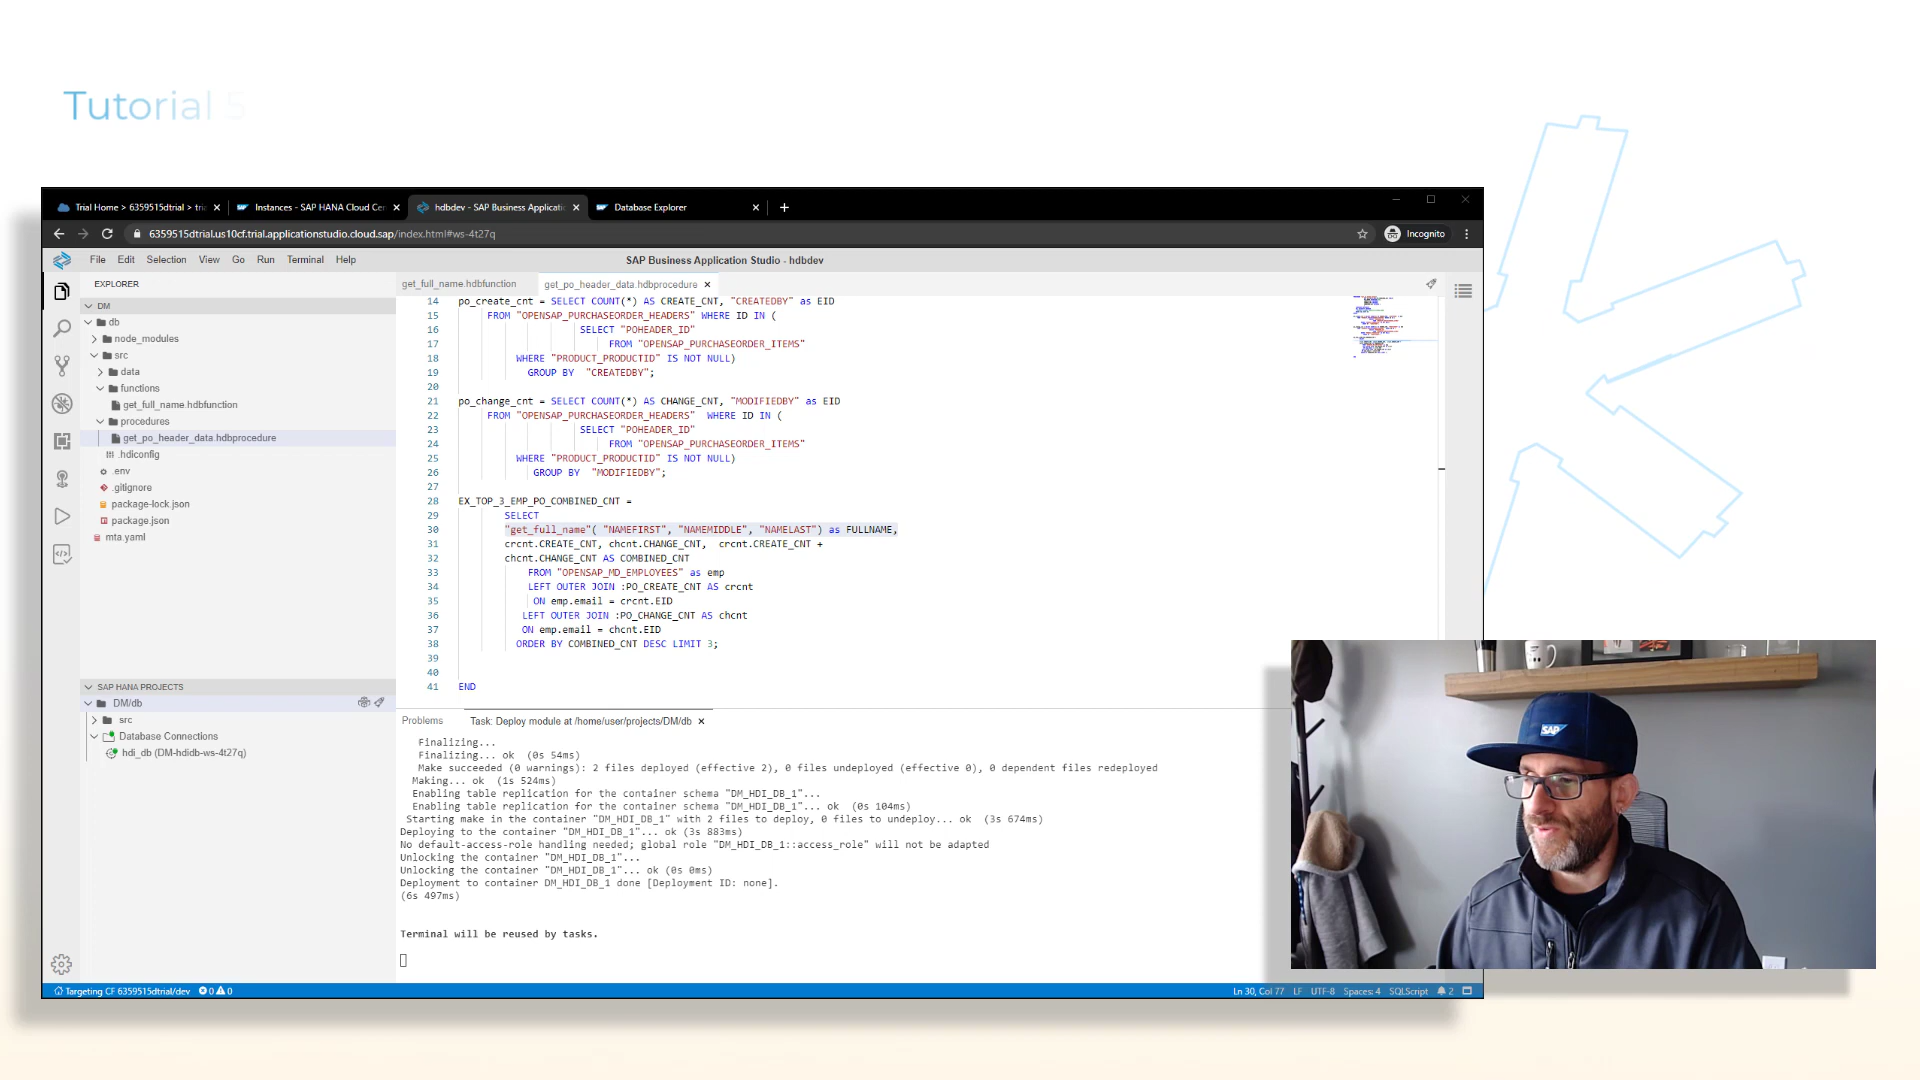 Tutorial 5
Trial Home > 6359515dtrial > tri
Instances - SAP HANA Cloud Cen
hdbdev - SAP Business Applicati
Database Explorer
6359515dtrial.us10cf.trial.applicationstudio.cloud.sap/index.html#ws-4t27q
Incognito
File Edit Selection View Go Run Terminal Help
SAP Business Application Studio - hdbdev
EXPLORER
DM
db
node_modules
src
data
functions
get_full_name.hdbfunction
procedures
get_po_header_data.hdbprocedure
.hdiconfig
.env
.gitignore
package-lock.json
package.json
mta.yaml
SAP HANA PROJECTS
DM/db
src
Database Connections
hdi_db (DM-hdidb-ws-4t27q)
get_full_name.hdbfunction
get_po_header_data.hdbprocedure
14 po_create_cnt = SELECT COUNT(*) AS CREATE_CNT, "CREATEDBY" as EID
15 FROM "OPENSAP_PURCHASEORDER_HEADERS" WHERE ID IN (
16 SELECT "POHEADER_ID"
17 FROM "OPENSAP_PURCHASEORDER_ITEMS"
18 WHERE "PRODUCT_PRODUCTID" IS NOT NULL)
19 GROUP BY "CREATEDBY";
20
21 po_change_cnt = SELECT COUNT(*) AS CHANGE_CNT, "MODIFIEDBY" as EID
22 FROM "OPENSAP_PURCHASEORDER_HEADERS" WHERE ID IN (
23 SELECT "POHEADER_ID"
24 FROM "OPENSAP_PURCHASEORDER_ITEMS"
25 WHERE "PRODUCT_PRODUCTID" IS NOT NULL)
26 GROUP BY "MODIFIEDBY";
27
28 EX_TOP_3_EMP_PO_COMBINED_CNT =
29 SELECT
30 "get_full_name"( "NAMEFIRST", "NAMEMIDDLE", "NAMELAST") as FULLNAME,
31 crcnt.CREATE_CNT, chcnt.CHANGE_CNT, crcnt.CREATE_CNT +
32 chcnt.CHANGE_CNT AS COMBINED_CNT
33 FROM "OPENSAP_MD_EMPLOYEES" as emp
34 LEFT OUTER JOIN :PO_CREATE_CNT AS crcnt
35 ON emp.email = crcnt.EID
36 LEFT OUTER JOIN :PO_CHANGE_CNT AS chcnt
37 ON emp.email = chcnt.EID
38 ORDER BY COMBINED_CNT DESC LIMIT 3;
39
40
41 END
Problems
Task: Deploy module at /home/user/projects/DM/db
Finalizing...
Finalizing... ok (0s 54ms)
Make succeeded (0 warnings): 2 files deployed (effective 2), 0 files undeployed (effective 0), 0 dependent files redeployed
Making... ok (1s 524ms)
Enabling table replication for the container schema "DM_HDI_DB_1"...
Enabling table replication for the container schema "DM_HDI_DB_1"... ok (0s 104ms)
Starting make in the container "DM_HDI_DB_1" with 2 files to deploy, 0 files to undeploy... ok (3s 674ms)
Deploying to the container "DM_HDI_DB_1"... ok (3s 883ms)
No default-access-role handling needed; global role "DM_HDI_DB_1::access_role" will not be adapted
Unlocking the container "DM_HDI_DB_1"...
Unlocking the container "DM_HDI_DB_1"... ok (0s 0ms)
Deployment to container DM_HDI_DB_1 done [Deployment ID: none].
(6s 497ms)
Terminal will be reused by tasks.
SAP
Targeting CF 6359515dtrial/dev 0 0
Ln 30, Col 77 LF UTF-8 Spaces: 4 SQLScript 2